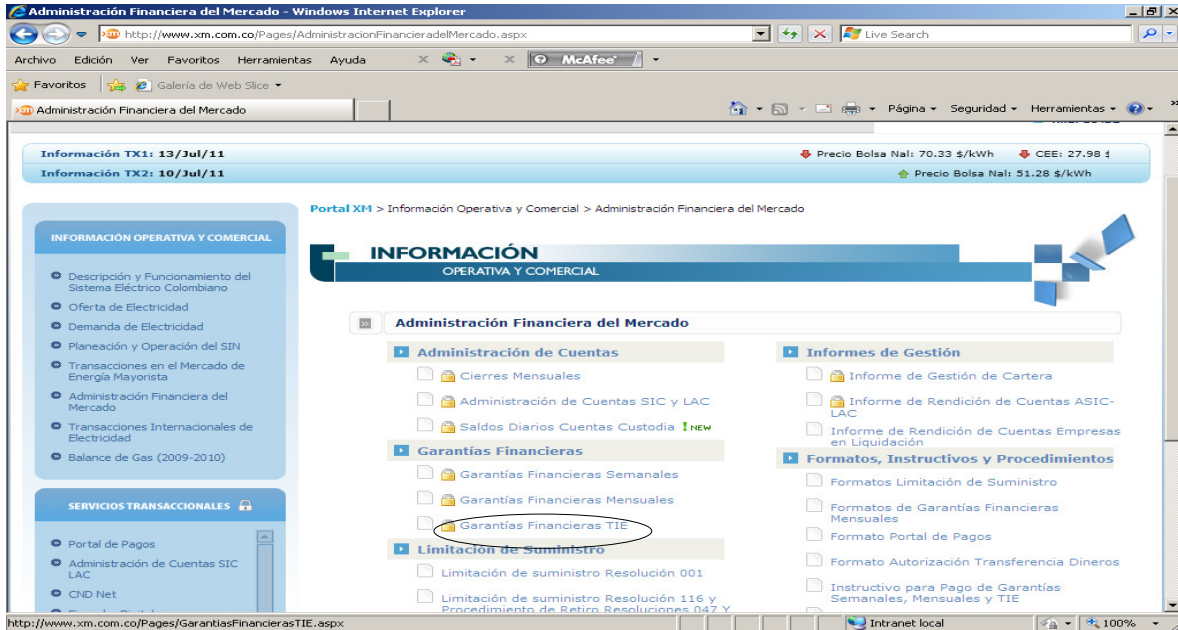 Administración Financiera del Mercado - Windows Internet Explorer
http://www.xm.com.co/Pages/AdministracionFinancieradelMercado.aspx
Live Search
Archivo Edición Ver Favoritos Herramientas Ayuda
McAfee
Favoritos Galería de Web Slice
Administración Financiera del Mercado
Página Seguridad Herramientas
Información TX1: 13/Jul/11
Precio Bolsa Nal: 70.33 $/kWh CEE: 27.98 $
Información TX2: 10/Jul/11
Precio Bolsa Nal: 51.28 $/kWh
Portal XM > Información Operativa y Comercial > Administración Financiera del Mercado
INFORMACIÓN OPERATIVA Y COMERCIAL
Descripción y Funcionamiento del
Sistema Eléctrico Colombiano
Oferta de Electricidad
Demanda de Electricidad
Planeación y Operación del SIN
Transacciones en el Mercado de
Energía Mayorista
Administración Financiera del
Mercado
Transacciones Internacionales de
Electricidad
Balance de Gas (2009-2010)
SERVICIOS TRANSACCIONALES
Portal de Pagos
Administración de Cuentas SIC
LAC
CND Net
INFORMACIÓN
OPERATIVA Y COMERCIAL
Administración Financiera del Mercado
Administración de Cuentas
Cierres Mensuales
Administración de Cuentas SIC y LAC
Saldos Diarios Cuentas Custodia ! NEW
Garantías Financieras
Garantías Financieras Semanales
Garantías Financieras Mensuales
Garantías Financieras TIE
Limitación de Suministro
Limitación de suministro Resolución 001
Limitación de suministro Resolución 116 y
Procedimiento de Retiro Resoluciones 047 Y
Informes de Gestión
Informe de Gestión de Cartera
Informe de Rendición de Cuentas ASIC-
LAC
Informe de Rendición de Cuentas Empresas
en Liquidación
Formatos, Instructivos y Procedimientos
Formatos Limitación de Suministro
Formatos de Garantías Financieras
Mensuales
Formato Portal de Pagos
Formato Autorización Transferencia Dineros
Instructivo para Pago de Garantías
Semanales, Mensuales y TIE
http://www.xm.com.co/Pages/GarantiasFinancierasTIE.aspx
Intranet local
100%